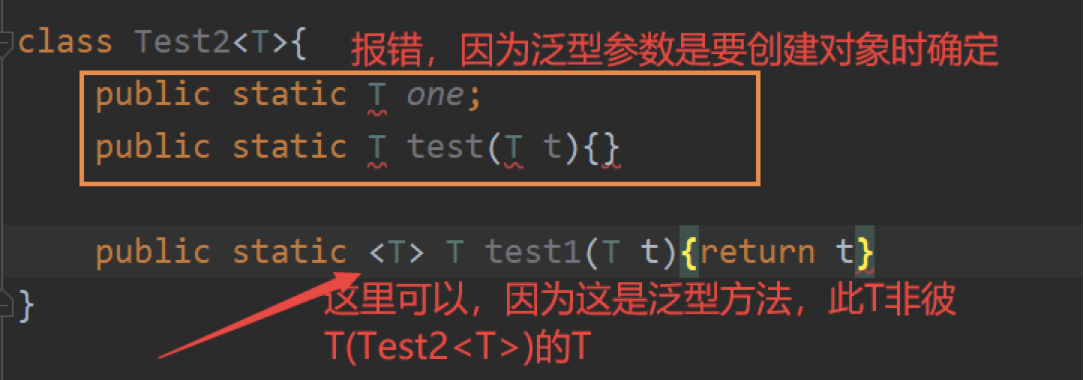 class Test2<T>{
报错，因为泛型参数是要创建对象时确定
public static T one;
public static T test(T t){}
public static <T> T test1(T t){return t}
这里可以，因为这是泛型方法，此T非彼
T(Test2<T>)的T
}